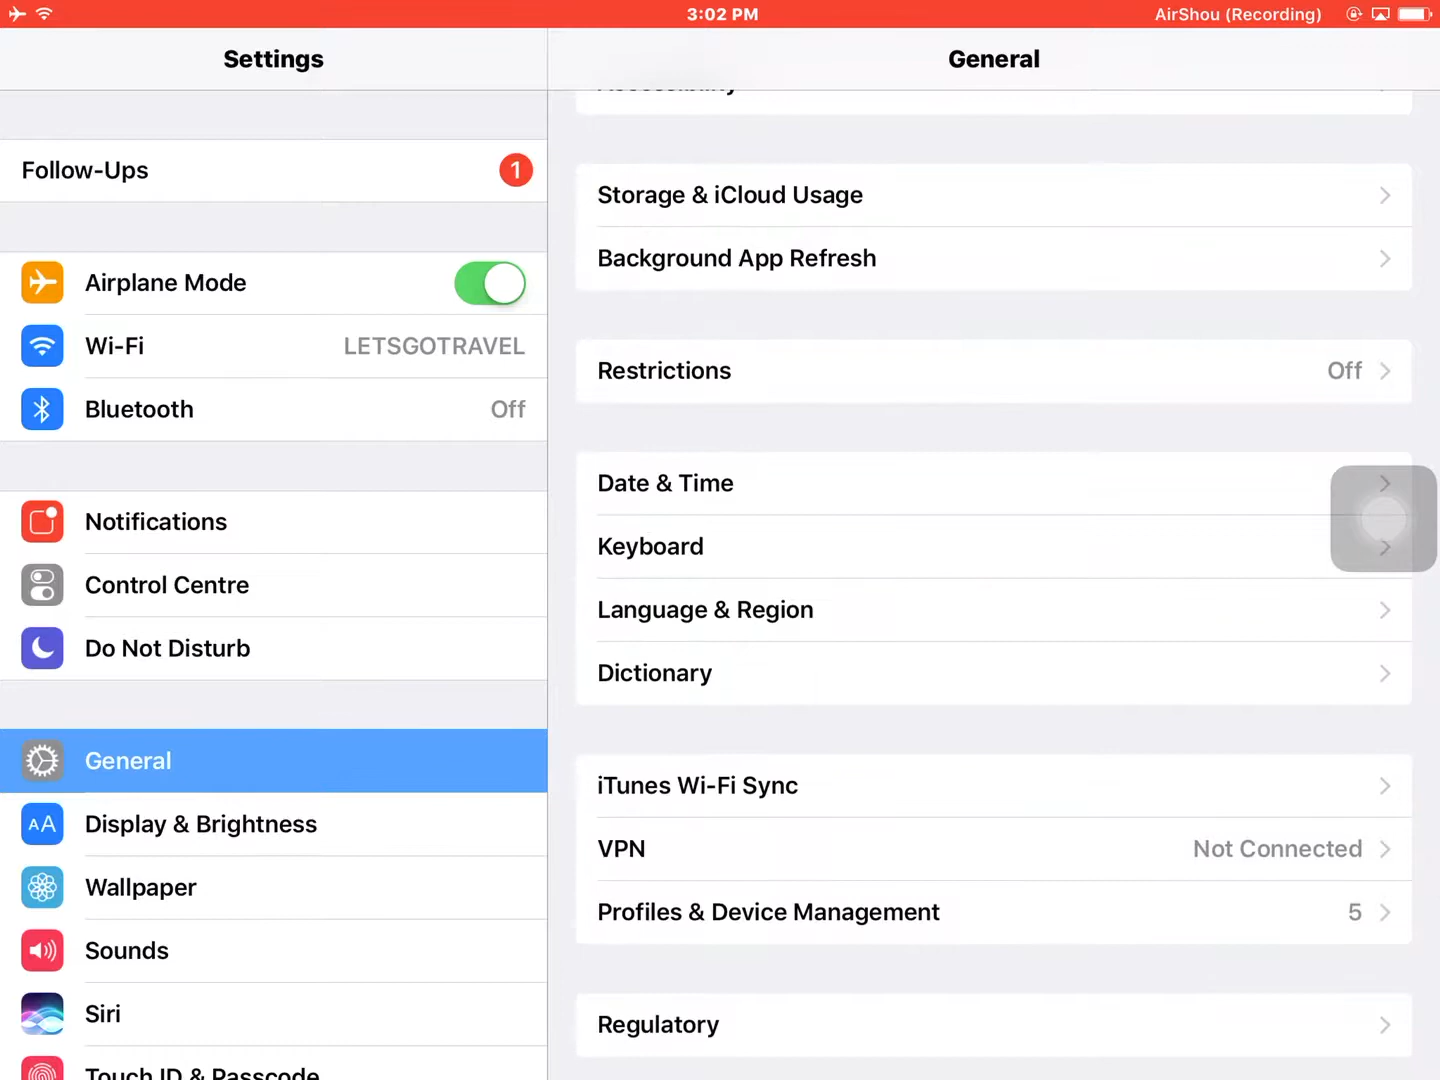 3:02 PM
AirShou (Recording)
Settings
General
Follow-Ups
1
Airplane Mode
Wi-Fi
LETSGOTRAVEL
Bluetooth
Off
Notifications
Control Centre
Do Not Disturb
General
AA
Display & Brightness
Wallpaper
Sounds
Siri
Touch ID & Passcode
Storage & iCloud Usage
Background App Refresh
Restrictions
Off
Date & Time
Keyboard
Language & Region
Dictionary
iTunes Wi-Fi Sync
VPN
Not Connected
Profiles & Device Management
5
Regulatory